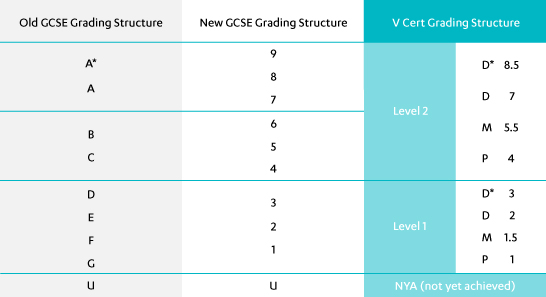 Old GCSE Grading Structure New GCSE Grading Structure V Cert Grading Structure
A*
A
9
8
7
B
C
6
5
4
Level 2
D* 8.5
D 7
M 5.5
P 4
D
E
F
G
3
2
1
Level 1
D* 3
D 2
M 1.5
P 1
U U NYA (not yet achieved)